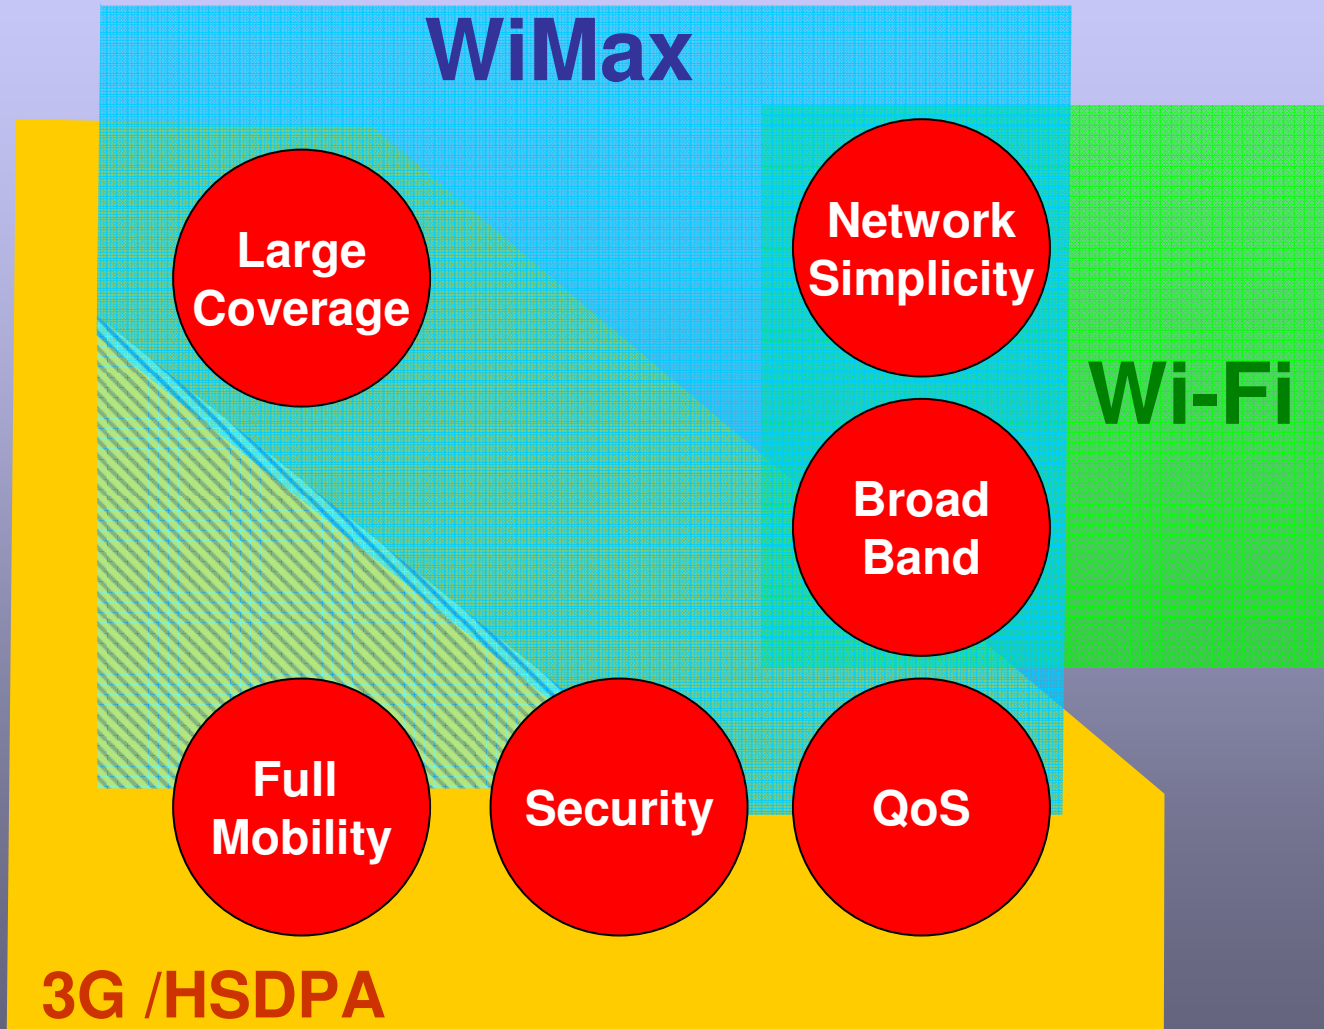 WiMax
Large
Coverage
Network
Simplicity
Wi-Fi
Broad
Band
Full
Mobility
Security
QoS
3G /HSDPA